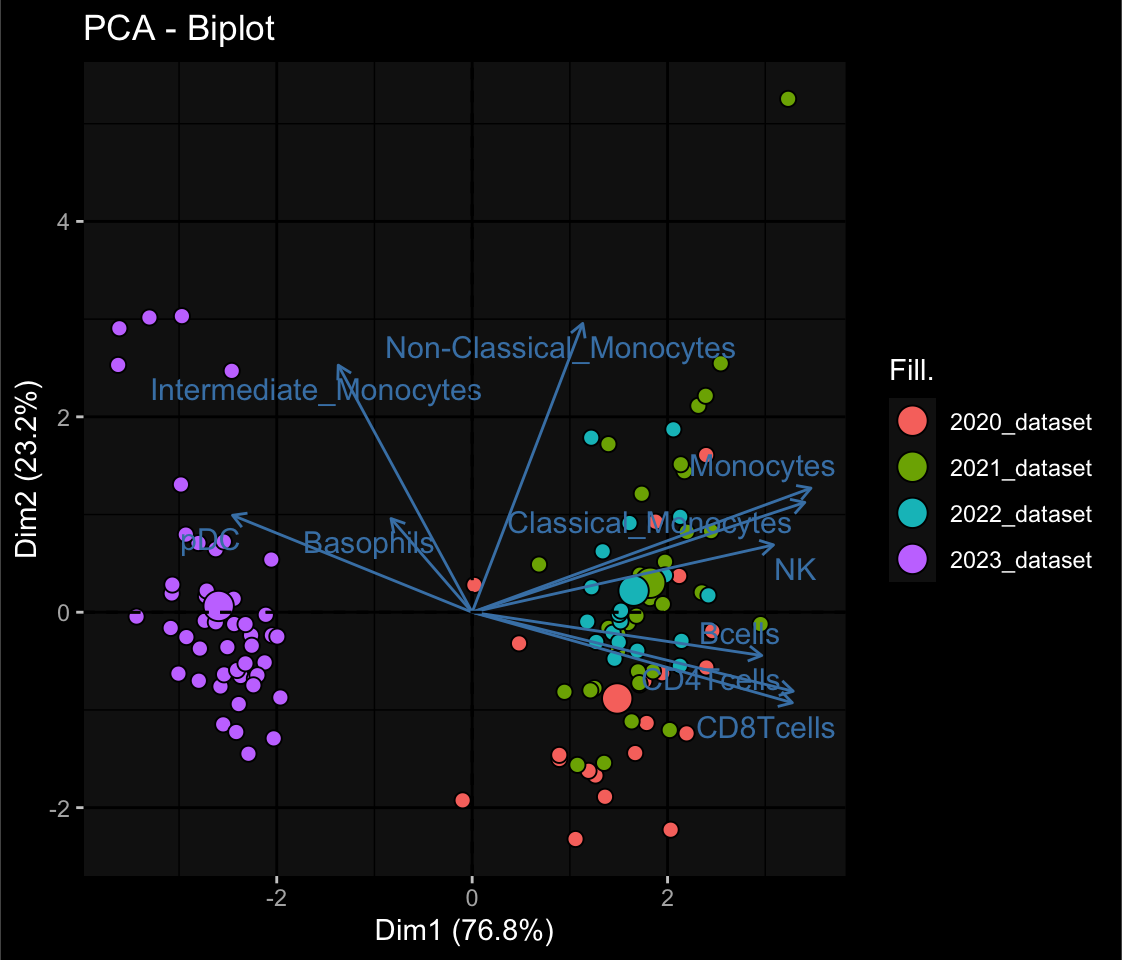 PCA - Biplot
Dim2 (23.2%)
4
2
0
-2
Non-Classical_Monocytes
Intermediate_Monocytes
Monocytes
Classical_Monocytes
pDC
Basophils
NK
Bcells
CD4Tcells
CD8Tcells
-2
0
2
Dim1 (76.8%)
Fill.
2020_dataset
2021_dataset
2022_dataset
2023_dataset